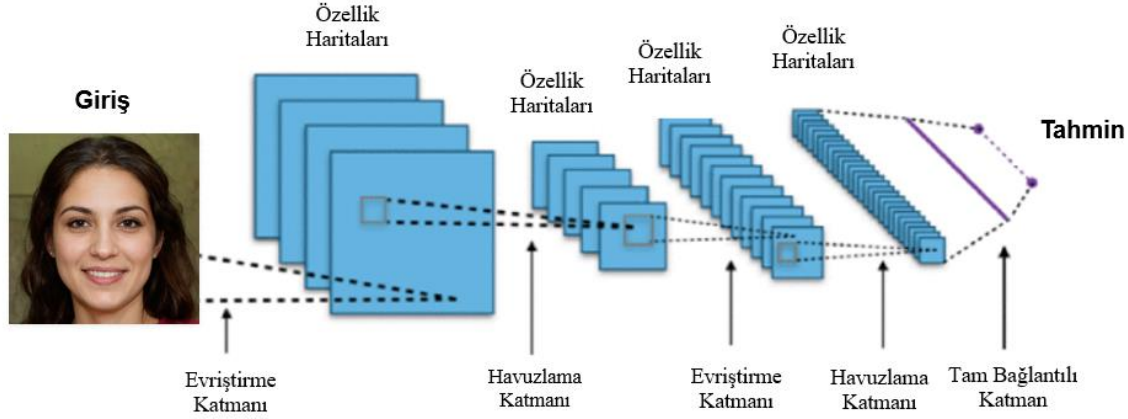 Özellik
Haritaları
Özellik
Haritaları
Özellik
Haritaları
Özellik
Haritaları
Giriş
Tahmin
Evriştirme
Katmanı
Havuzlama
Katmanı
Evriştirme
Katmanı
Havuzlama
Katmanı
Tam Bağlantılı
Katman